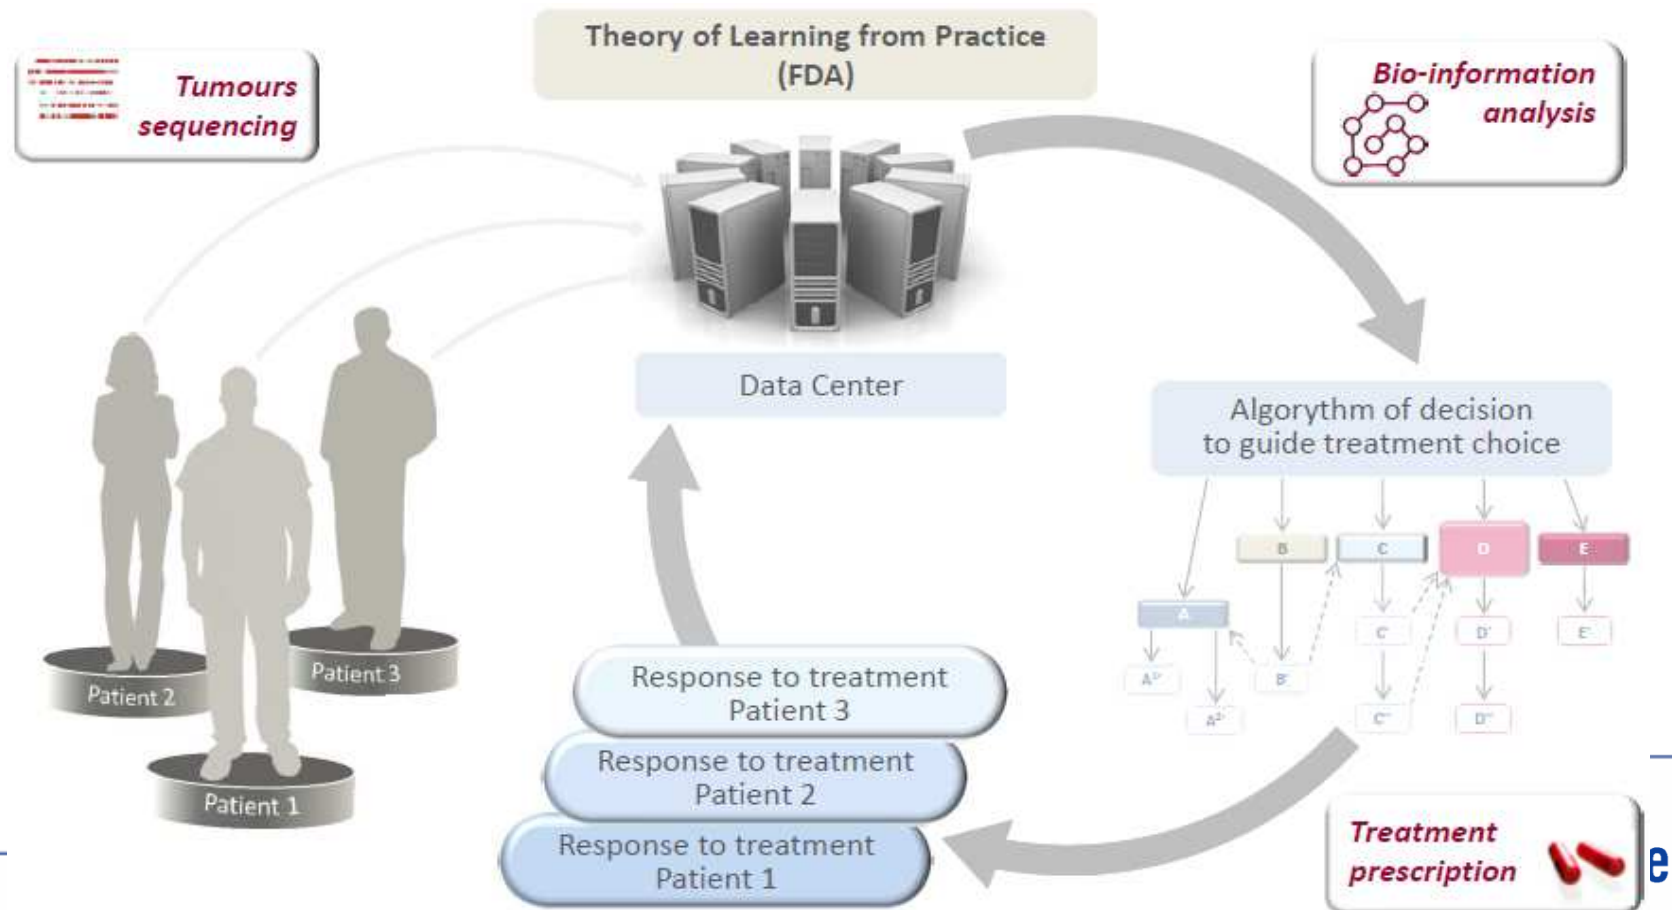 Theory of Learning from Practice
(FDA)
Tumours
sequencing
Bio-information
analysis
Data Center
Algorythm of decision
to guide treatment choice
B
C
D
E
A
C'
D'
E'
B'
C''
D''
Patient 2
Patient 3
Patient 1
Response to treatment
Patient 3
Response to treatment
Patient 2
Response to treatment
Patient 1
Treatment
prescription
e